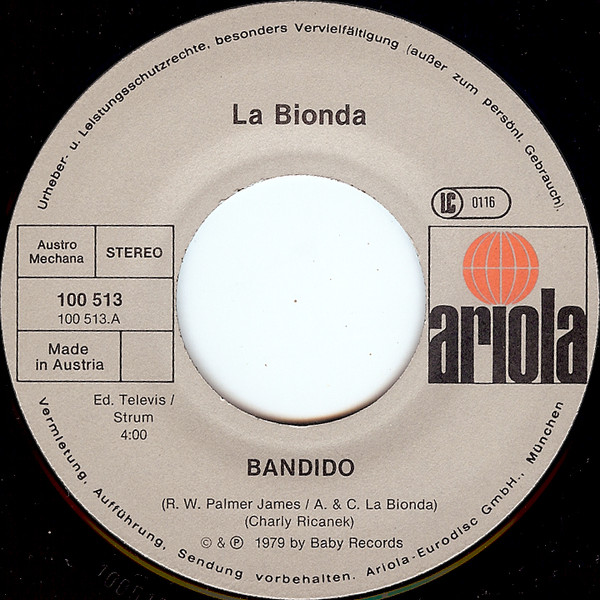 Urheber- u. Leistungsschutzrechte, besonders Vervielfältigung (außer zum persönl. Gebrauch),
La Bionda
LC 0116
Austro
Mechana
STEREO
100 513
100 513.A
Made
in Austria
ariola
Ed. Televis /
Strum
4:00
BANDIDO
(R. W. Palmer James / A. & C. La Bionda)
(Charly Ricanek)
© & ℗ 1979 by Baby Records
Vermietung, Aufführung, Sendung vorbehalten. Ariola-Eurodisc GmbH., München